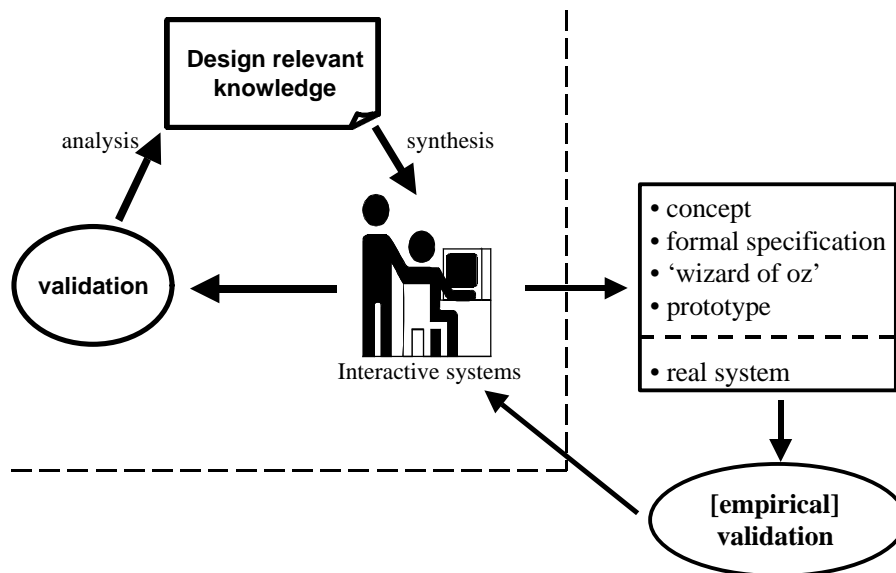 Design relevant
knowledge
analysis
synthesis
validation
Interactive systems
• concept
• formal specification
• ‘wizard of oz’
• prototype
• real system
[empirical]
validation